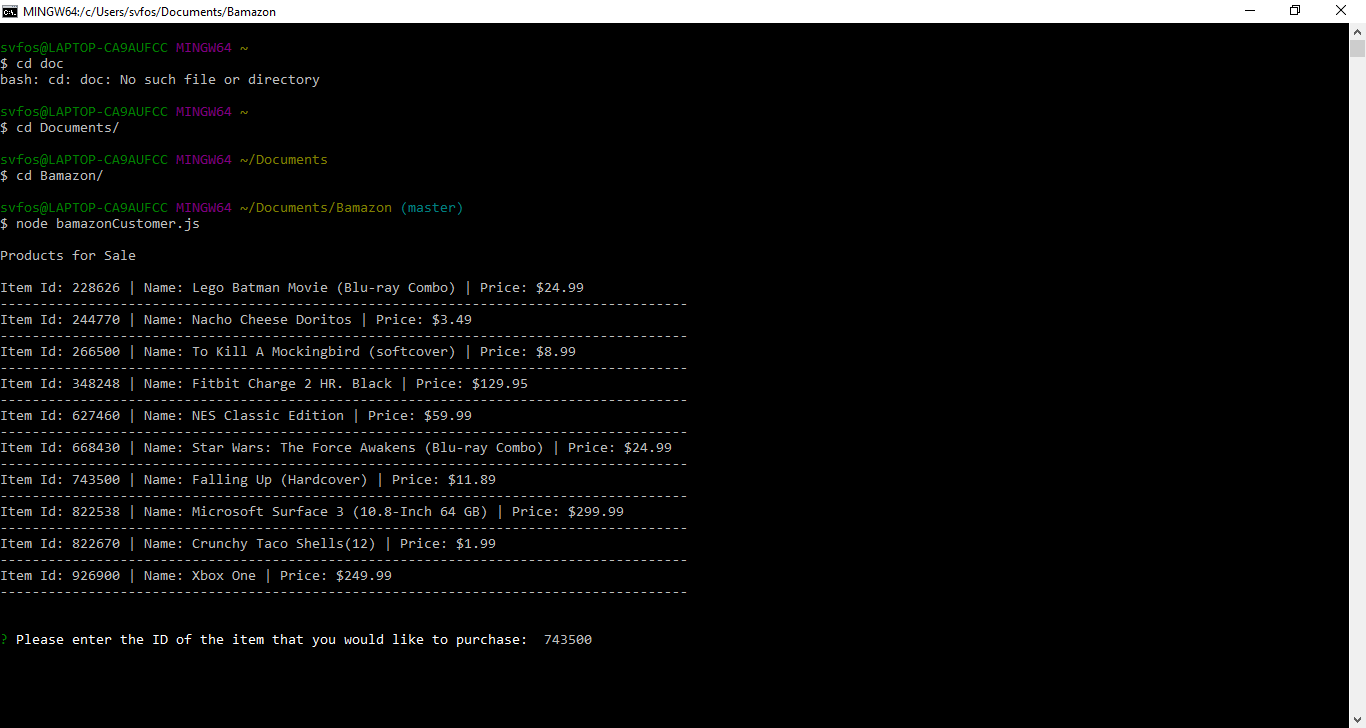 MINGW64:/c/Users/svfos/Documents/Bamazon
svfos@LAPTOP-CA9AUFCC MINGW64 ~
$ cd doc
bash: cd: doc: No such file or directory
svfos@LAPTOP-CA9AUFCC MINGW64 ~
$ cd Documents/
svfos@LAPTOP-CA9AUFCC MINGW64 ~/Documents
$ cd Bamazon/
svfos@LAPTOP-CA9AUFCC MINGW64 ~/Documents/Bamazon (master)
$ node bamazonCustomer.js
Products for Sale
Item Id: 228626 | Name: Lego Batman Movie (Blu-ray Combo) | Price: $24.99
--------------------------------------------------------------------------------------
Item Id: 244770 | Name: Nacho Cheese Doritos | Price: $3.49
--------------------------------------------------------------------------------------
Item Id: 266500 | Name: To Kill A Mockingbird (softcover) | Price: $8.99
--------------------------------------------------------------------------------------
Item Id: 348248 | Name: Fitbit Charge 2 HR. Black | Price: $129.95
--------------------------------------------------------------------------------------
Item Id: 627460 | Name: NES Classic Edition | Price: $59.99
--------------------------------------------------------------------------------------
Item Id: 668430 | Name: Star Wars: The Force Awakens (Blu-ray Combo) | Price: $24.99
--------------------------------------------------------------------------------------
Item Id: 743500 | Name: Falling Up (Hardcover) | Price: $11.89
--------------------------------------------------------------------------------------
Item Id: 822538 | Name: Microsoft Surface 3 (10.8-Inch 64 GB) | Price: $299.99
--------------------------------------------------------------------------------------
Item Id: 822670 | Name: Crunchy Taco Shells(12) | Price: $1.99
--------------------------------------------------------------------------------------
Item Id: 926900 | Name: Xbox One | Price: $249.99
--------------------------------------------------------------------------------------
? Please enter the ID of the item that you would like to purchase:  743500